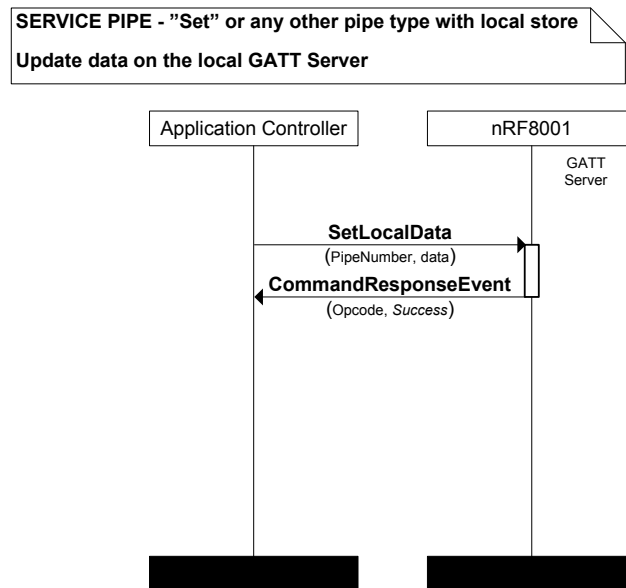 SERVICE PIPE - ”Set” or any other pipe type with local store
Update data on the local GATT Server
Application Controller
nRF8001
GATT
Server
SetLocalData
(PipeNumber, data)
CommandResponseEvent
(Opcode, Success)